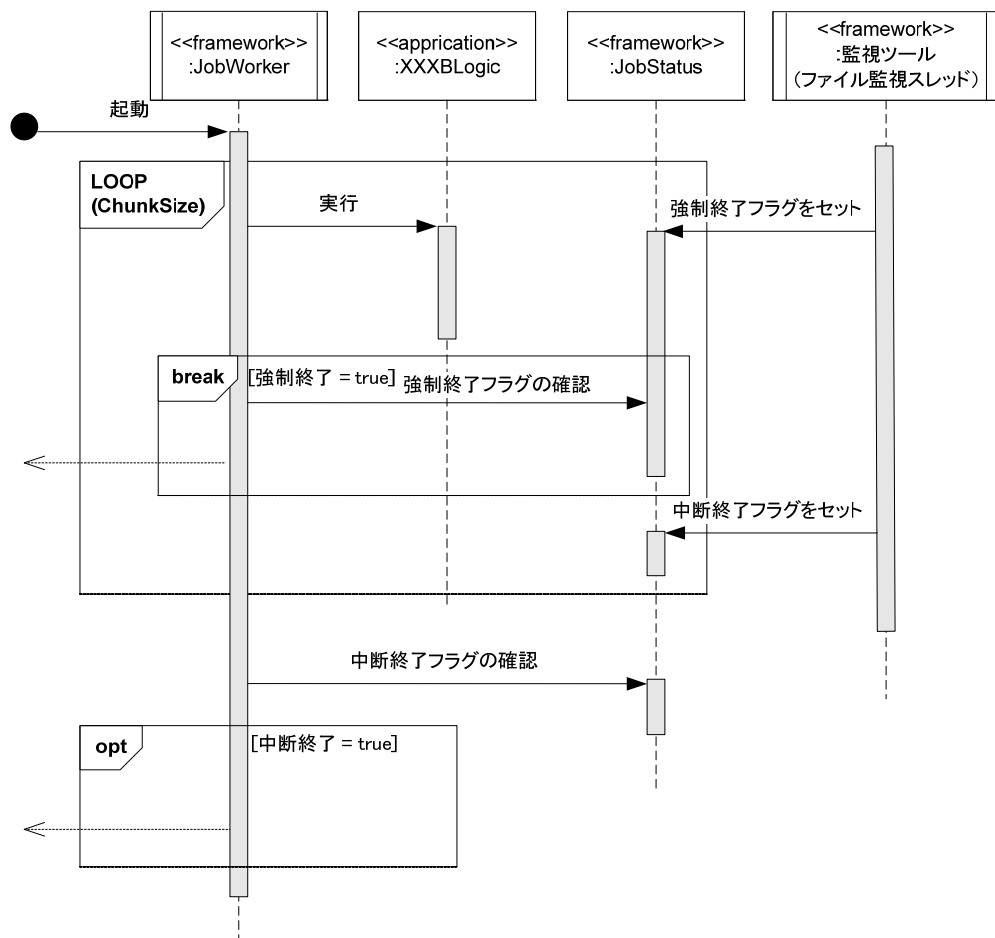 <<framework>>
:JobWorker
<<apprication>>
:XXXBLogic
<<framework>>
:JobStatus
<<framework>>
:監視ツール
(ファイル監視スレッド)
起動
LOOP
(ChunkSize)
実行
強制終了フラグをセット
break
[強制終了 = true]
強制終了フラグの確認
中断終了フラグをセット
中断終了フラグの確認
opt
[中断終了 = true]